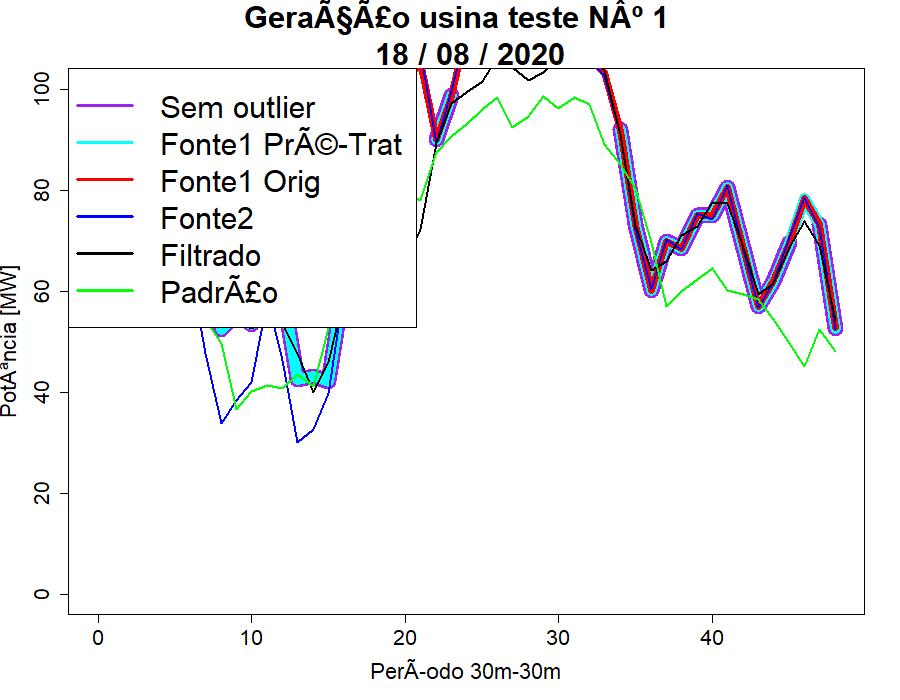 GeraÃ§Ã£o usina teste NÂº 1
18 / 08 / 2020
100
80
60
40
20
0
PotÃªncia [MW]
Sem outlier
Fonte1 PrÃ©-Trat
Fonte1 Orig
Fonte2
Filtrado
PadrÃ£o
0 10 20 30 40
PerÃ-odo 30m-30m